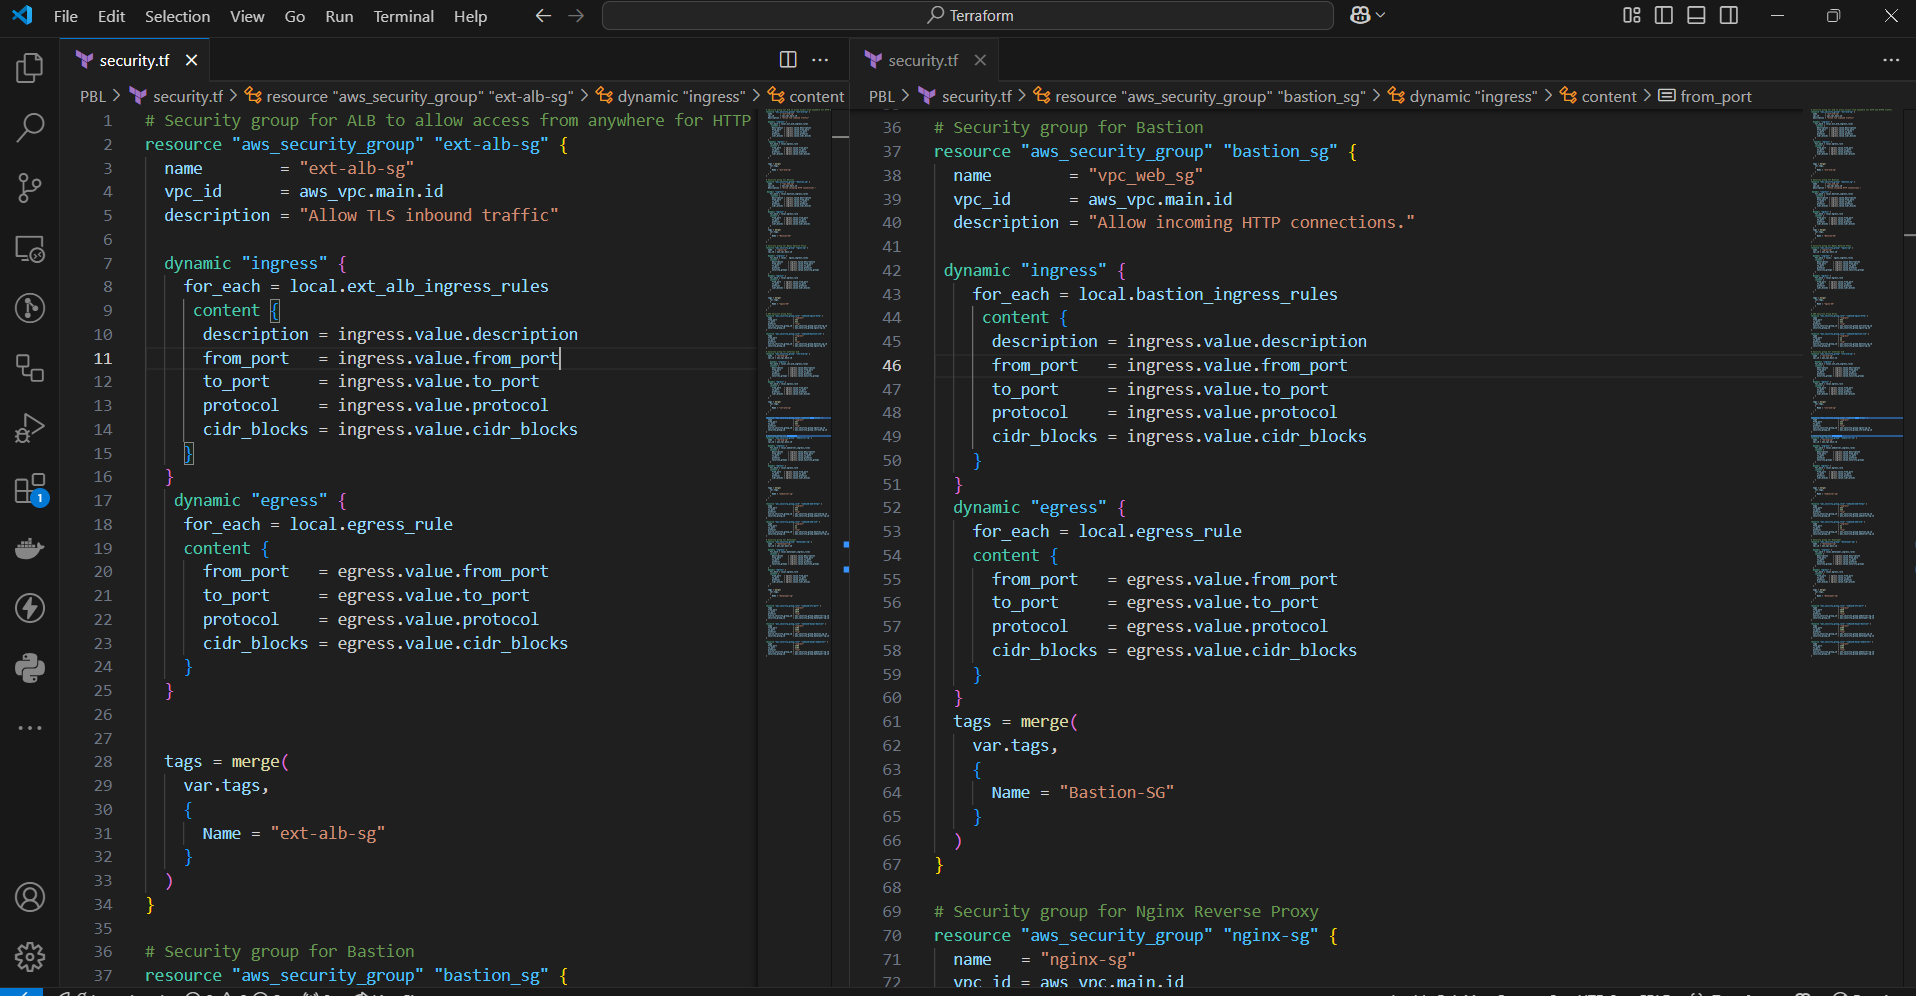 File Edit Selection View Go Run Terminal Help
Terraform
security.tf
PBL > security.tf > resource "aws_security_group" "ext-alb-sg" > dynamic "ingress" > content
1 # Security group for ALB to allow access from anywhere for HTTP
2 resource "aws_security_group" "ext-alb-sg" {
3 name = "ext-alb-sg"
4 vpc_id = aws_vpc.main.id
5 description = "Allow TLS inbound traffic"
6
7 dynamic "ingress" {
8 for_each = local.ext_alb_ingress_rules
9 content {
10 description = ingress.value.description
11 from_port = ingress.value.from_port
12 to_port = ingress.value.to_port
13 protocol = ingress.value.protocol
14 cidr_blocks = ingress.value.cidr_blocks
15 }
16 }
17 dynamic "egress" {
18 for_each = local.egress_rule
19 content {
20 from_port = egress.value.from_port
21 to_port = egress.value.to_port
22 protocol = egress.value.protocol
23 cidr_blocks = egress.value.cidr_blocks
24 }
25 }
26
27
28 tags = merge(
29 var.tags,
30 {
31 Name = "ext-alb-sg"
32 }
33 )
34 }
35
36 # Security group for Bastion
37 resource "aws_security_group" "bastion_sg" {
security.tf
PBL > security.tf > resource "aws_security_group" "bastion_sg" > dynamic "ingress" > content > from_port
36 # Security group for Bastion
37 resource "aws_security_group" "bastion_sg" {
38 name = "vpc_web_sg"
39 vpc_id = aws_vpc.main.id
40 description = "Allow incoming HTTP connections."
41
42 dynamic "ingress" {
43 for_each = local.bastion_ingress_rules
44 content {
45 description = ingress.value.description
46 from_port = ingress.value.from_port
47 to_port = ingress.value.to_port
48 protocol = ingress.value.protocol
49 cidr_blocks = ingress.value.cidr_blocks
50 }
51 }
52 dynamic "egress" {
53 for_each = local.egress_rule
54 content {
55 from_port = egress.value.from_port
56 to_port = egress.value.to_port
57 protocol = egress.value.protocol
58 cidr_blocks = egress.value.cidr_blocks
59 }
60 }
61 tags = merge(
62 var.tags,
63 {
64 Name = "Bastion-SG"
65 }
66 )
67 }
68
69 # Security group for Nginx Reverse Proxy
70 resource "aws_security_group" "nginx-sg" {
71 name = "nginx-sg"
72 vpc_id = aws_vpc.main.id
1